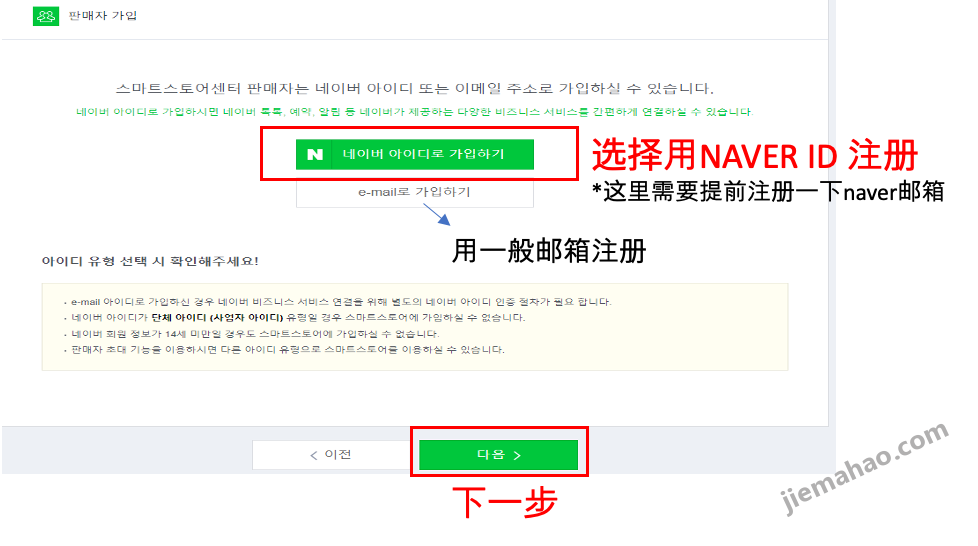 판매자 가입
스마트스토어센터 판매자는 네이버 아이디 또는 이메일 주소로 가입하실 수 있습니다.
네이버 아이디로 가입하시면 네이버 톡톡, 예약, 알림 등 네이버가 제공하는 다양한 비즈니스 서비스를 간편하게 연결하실 수 있습니다.
N 네이버 아이디로 가입하기
选择用NAVER ID 注册
e-mail로 가입하기
*这里需要提前注册一下naver邮箱
用一般邮箱注册
아이디 유형 선택 시 확인해주세요!
· e-mail 아이디로 가입하신 경우 네이버 비즈니스 서비스 연결을 위해 별도의 네이버 아이디 인증 절차가 필요 합니다.
· 네이버 아이디가 단체 아이디 (사업자 아이디) 유형일 경우 스마트스토어에 가입하실 수 없습니다.
· 네이버 회원 정보가 14세 미만일 경우도 스마트스토어에 가입하실 수 없습니다.
· 판매자 초대 기능을 이용하시면 다른 아이디 유형으로 스마트스토어를 이용하실 수 있습니다.
< 이전
다음 >
下一步
jiemahao.com